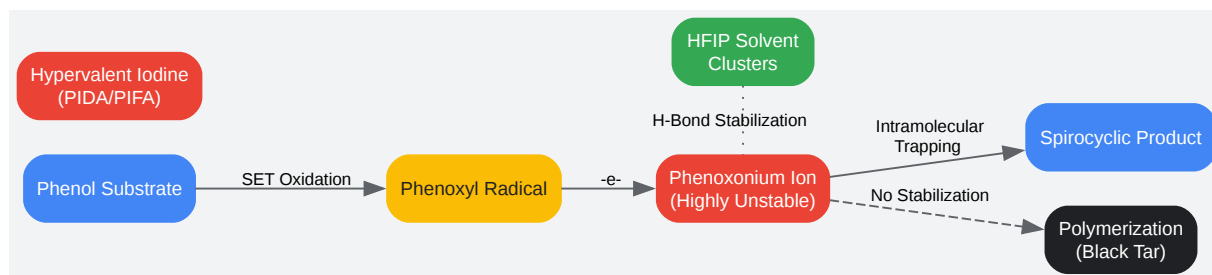 HFIP Solvent
Clusters
Hypervalent Iodine
(PIDA/PIFA)
H-Bond Stabilization
Intramolecular
Trapping
Spirocyclic Product
Phenol Substrate
SET Oxidation
Phenoxyl Radical
-e-
Phenoxonium Ion
(Highly Unstable)
No Stabilization
Polymerization
(Black Tar)